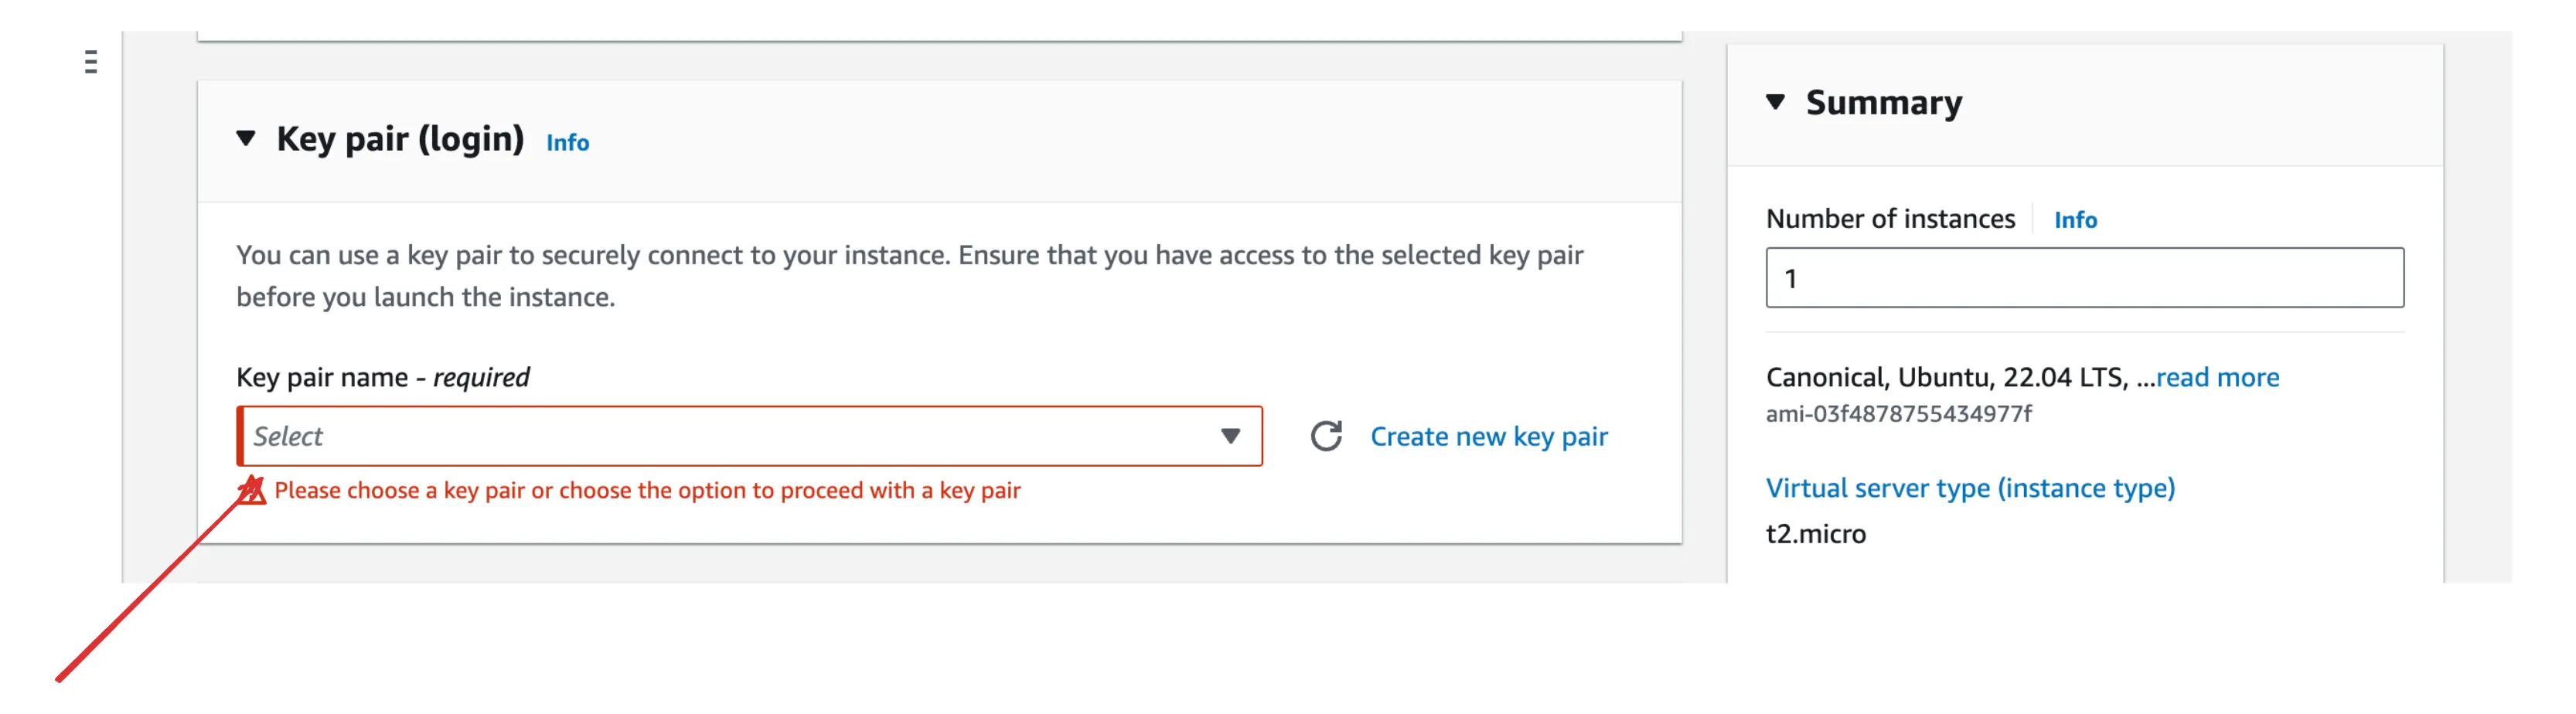 Key pair (login) Info
You can use a key pair to securely connect to your instance. Ensure that you have access to the selected key pair
before you launch the instance.
Key pair name - required
Select
Create new key pair
Please choose a key pair or choose the option to proceed with a key pair
Summary
Number of instances Info
1
Canonical, Ubuntu, 22.04 LTS, ...read more
ami-03f4878755434977f
Virtual server type (instance type)
t2.micro